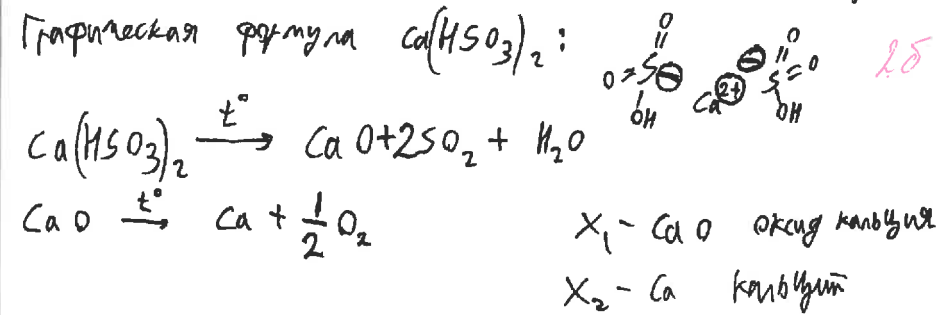 Графическая формула Ca(HSO₃)₂:
O=S(=O)⊖–OH Ca²⁺ ⊖S(=O)=O–OH
2б
Ca(HSO₃)₂ —t°→ CaO+2SO₂ + H₂O
CaO —t°→ Ca + 1/2 O₂
X₁ – CaO оксид кальция
X₂ – Ca кальций